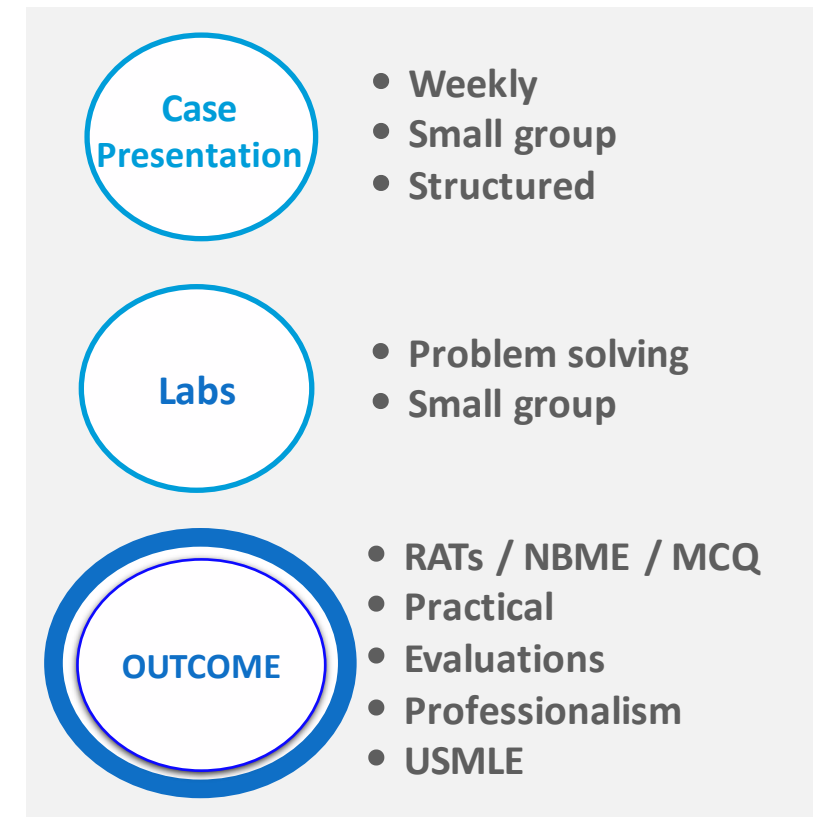 Case
Presentation
• Weekly
• Small group
• Structured
Labs
• Problem solving
• Small group
OUTCOME
• RATs / NBME / MCQ
• Practical
• Evaluations
• Professionalism
• USMLE